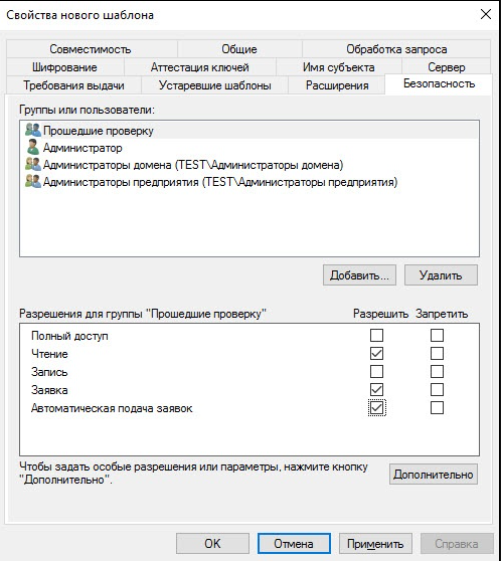 Свойства нового шаблона
Совместимость Общие Обработка запроса
Шифрование Аттестация ключей Имя субъекта Сервер
Требования выдачи Устаревшие шаблоны Расширения Безопасность
Группы или пользователи:
Прошедшие проверку
Администратор
Администраторы домена (TEST\Администраторы домена)
Администраторы предприятия (TEST\Администраторы предприятия)
Добавить... Удалить
Разрешения для группы "Прошедшие проверку" Разрешить Запретить
Полный доступ
Чтение
Запись
Заявка
Автоматическая подача заявок
Чтобы задать особые разрешения или параметры, нажмите кнопку
"Дополнительно".
Дополнительно
OK Отмена Применить Справка